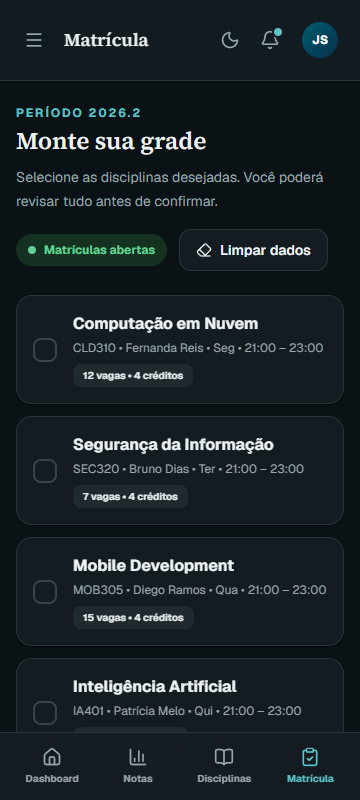 Matrícula
JS
PERÍODO 2026.2
Monte sua grade
Selecione as disciplinas desejadas. Você poderá
revisar tudo antes de confirmar.
Matrículas abertas
Limpar dados
Computação em Nuvem
CLD310 • Fernanda Reis • Seg • 21:00 – 23:00
12 vagas • 4 créditos
Segurança da Informação
SEC320 • Bruno Dias • Ter • 21:00 – 23:00
7 vagas • 4 créditos
Mobile Development
MOB305 • Diego Ramos • Qua • 21:00 – 23:00
15 vagas • 4 créditos
Inteligência Artificial
IA401 • Patrícia Melo • Qui • 21:00 – 23:00
Dashboard
Notas
Disciplinas
Matrícula